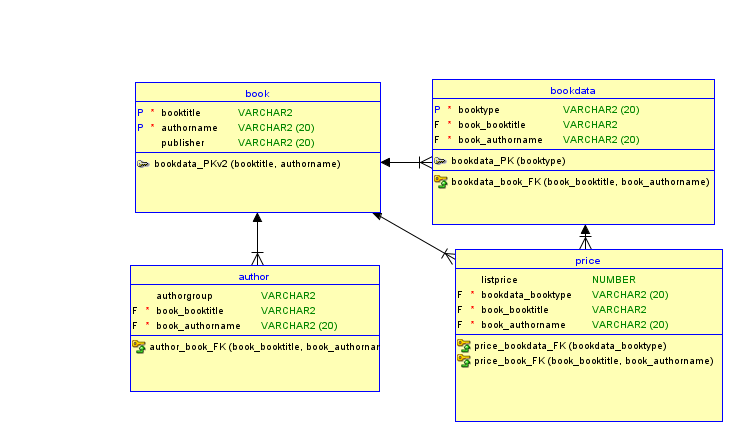 book
P * booktitle VARCHAR2
P * authorname VARCHAR2 (20)
publisher VARCHAR2 (20)
bookdata_PKv2 (booktitle, authorname)
bookdata
P * booktype VARCHAR2 (20)
F * book_booktitle VARCHAR2
F * book_authorname VARCHAR2 (20)
bookdata_PK (booktype)
bookdata_book_FK (book_booktitle, book_authorname)
author
authorgroup VARCHAR2
F * book_booktitle VARCHAR2
F * book_authorname VARCHAR2 (20)
author_book_FK (book_booktitle, book_authornar
price
listprice NUMBER
F * bookdata_booktype VARCHAR2 (20)
F * book_booktitle VARCHAR2
F * book_authorname VARCHAR2 (20)
price_bookdata_FK (bookdata_booktype)
price_book_FK (book_booktitle, book_authorname)